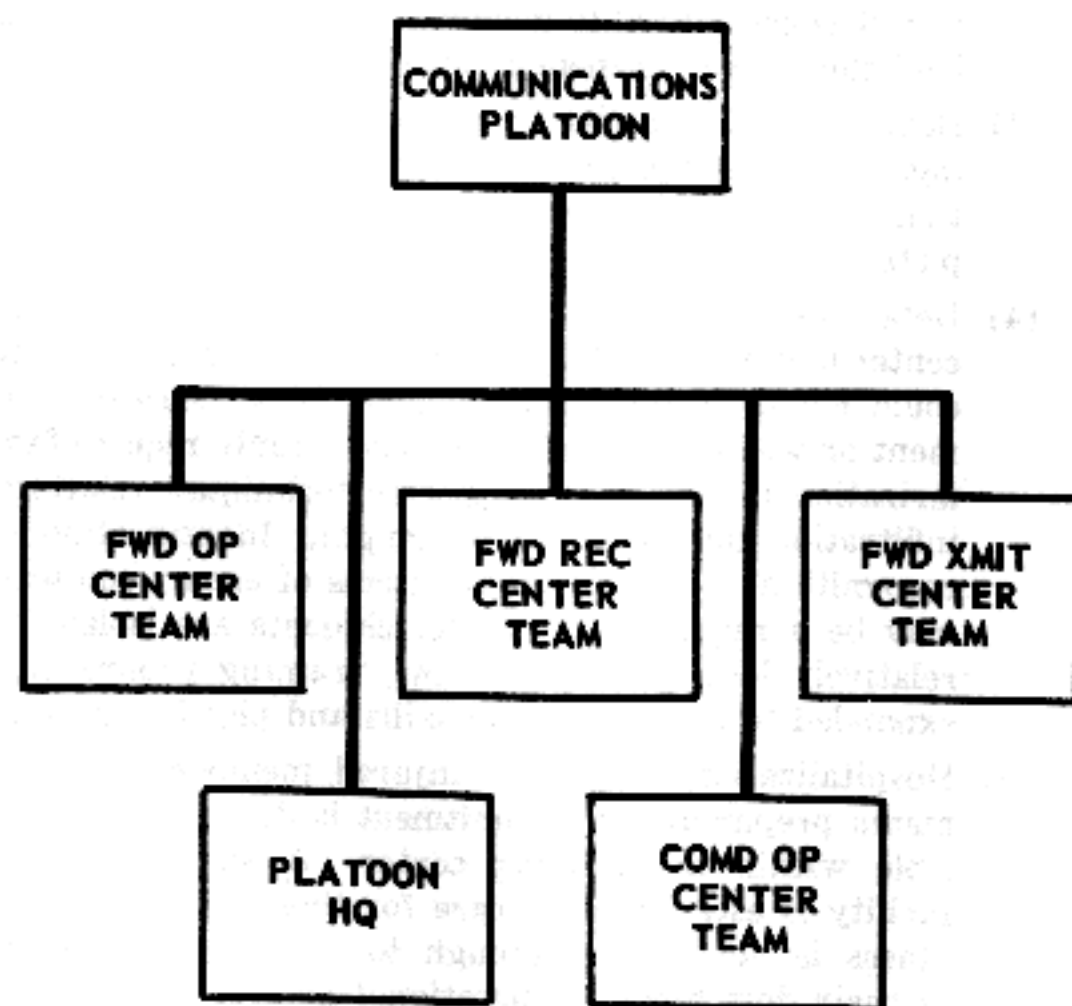 COMMUNICATIONS
PLATOON
FWD OP
CENTER
TEAM
FWD REC
CENTER
TEAM
FWD XMIT
CENTER
TEAM
PLATOON
HQ
COMD OP
CENTER
TEAM